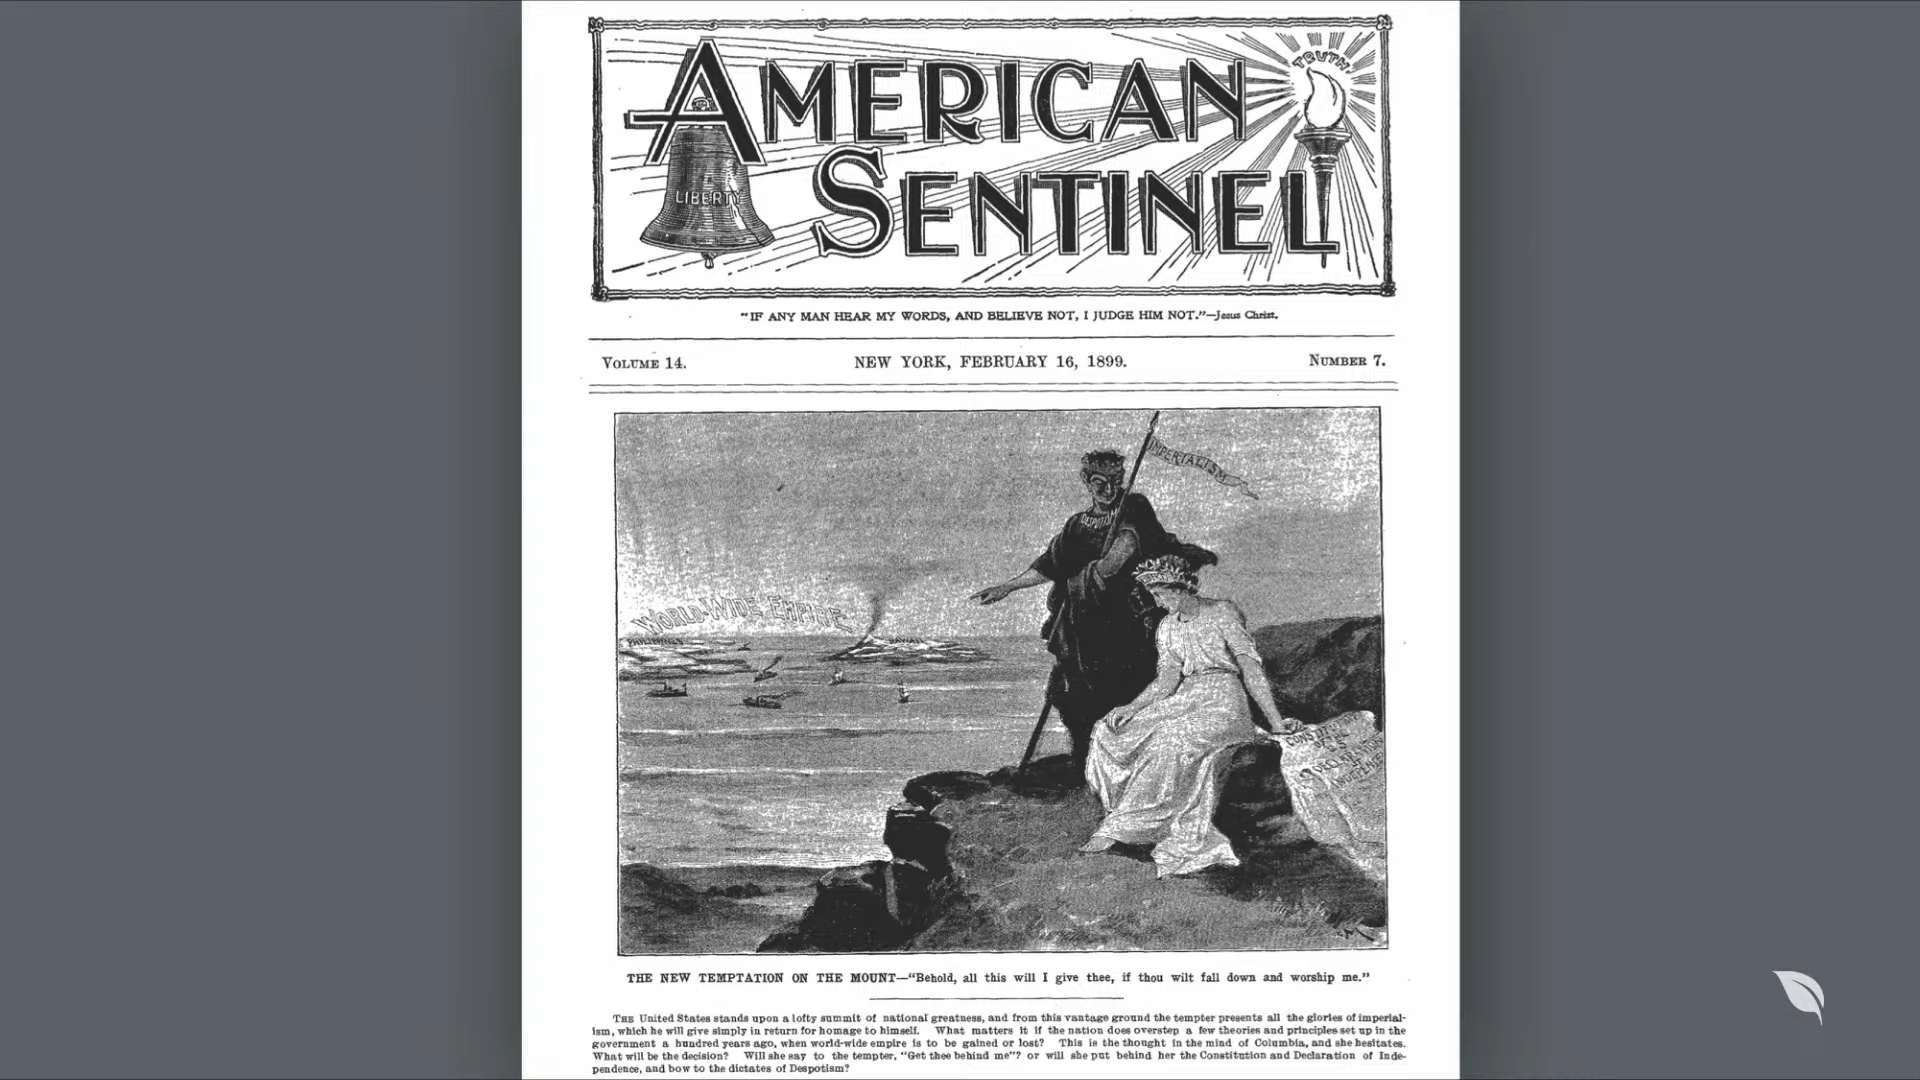 TRUTH.
AMERICAN
LIBERTY
SENTINEL
"IF ANY MAN HEAR MY WORDS, AND BELIEVE NOT, I JUDGE HIM NOT."—Jesus Christ.
VOLUME 14. NEW YORK, FEBRUARY 16, 1899. NUMBER 7.
IMPERIALISM
DESPOTISM
WORLD-WIDE EMPIRE
PHILIPPINES HAWAII
DECLARATION
THE NEW TEMPTATION ON THE MOUNT—"Behold, all this will I give thee, if thou wilt fall down and worship me."
THE United States stands upon a lofty summit of national greatness, and from this vantage ground the tempter presents all the glories of imperial-
ism, which he will give simply in return for homage to himself. What matters it if the nation does overstep a few theories and principles set up in the
government a hundred years ago, when world-wide empire is to be gained or lost? This is the thought in the mind of Columbia, and she hesitates.
What will be the decision? Will she say to the tempter, "Get thee behind me"? or will she put behind her the Constitution and Declaration of Inde-
pendence, and bow to the dictates of Despotism?